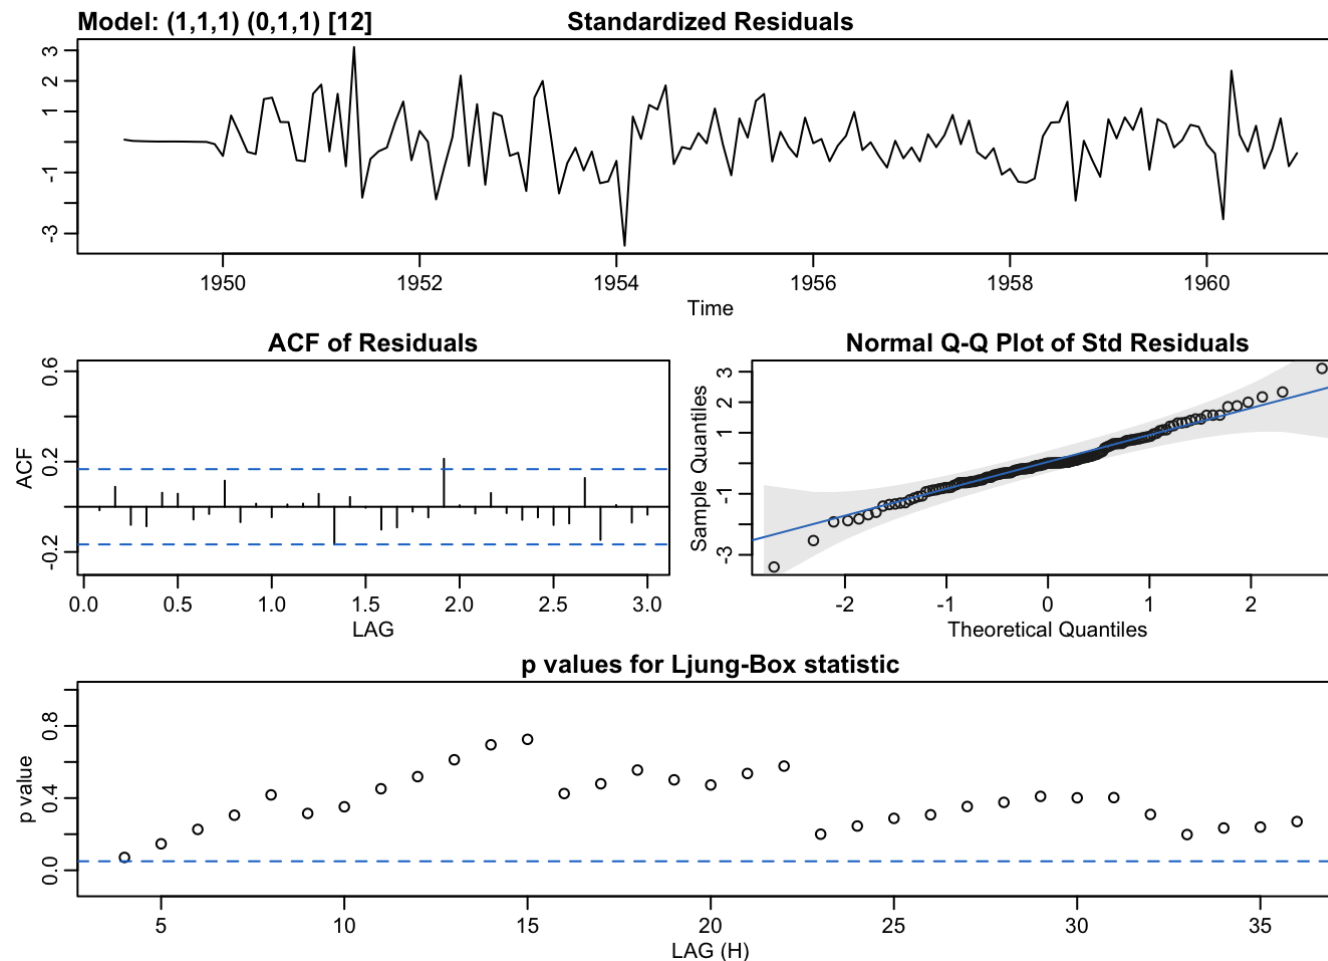 Model: (1,1,1) (0,1,1) [12] Standardized Residuals
3
2
1
-1
-3
1950 1952 1954 1956 1958 1960
Time
ACF of Residuals
ACF
0.6
0.2
-0.2
0.0 0.5 1.0 1.5 2.0 2.5 3.0
LAG
Normal Q-Q Plot of Std Residuals
Sample Quantiles
3
2
1
-1
-3
-2 -1 0 1 2
Theoretical Quantiles
p values for Ljung-Box statistic
p value
0.8
0.4
0.0
5 10 15 20 25 30 35
LAG (H)